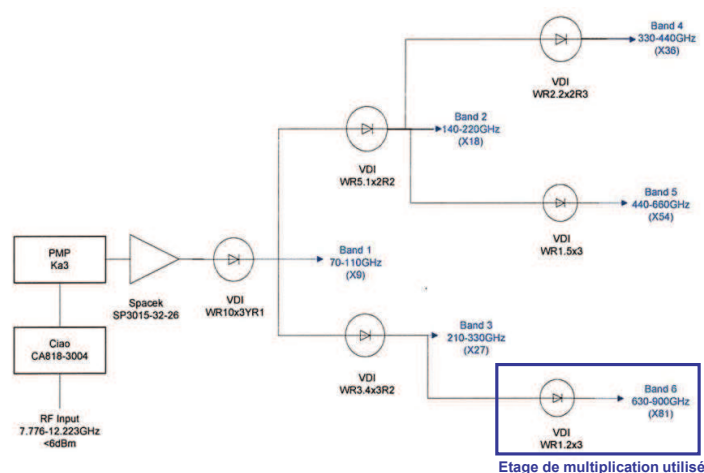 Band 4
330-440GHz
(X36)
VDI
WR2.2x2R3
Band 2
140-220GHz
(X18)
VDI
WR5.1x2R2
Band 5
440-660GHz
(X54)
VDI
WR1.5x3
PMP
Ka3
Spacek
SP3015-32-26
VDI
WR10x3YR1
Band 1
70-110GHz
(X9)
Ciao
CA818-3004
Band 3
210-330GHz
(X27)
VDI
WR3.4x3R2
Band 6
630-900GHz
(X81)
VDI
WR1.2x3
RF Input
7.776-12.223GHz
<6dBm
Etage de multiplication utilisé